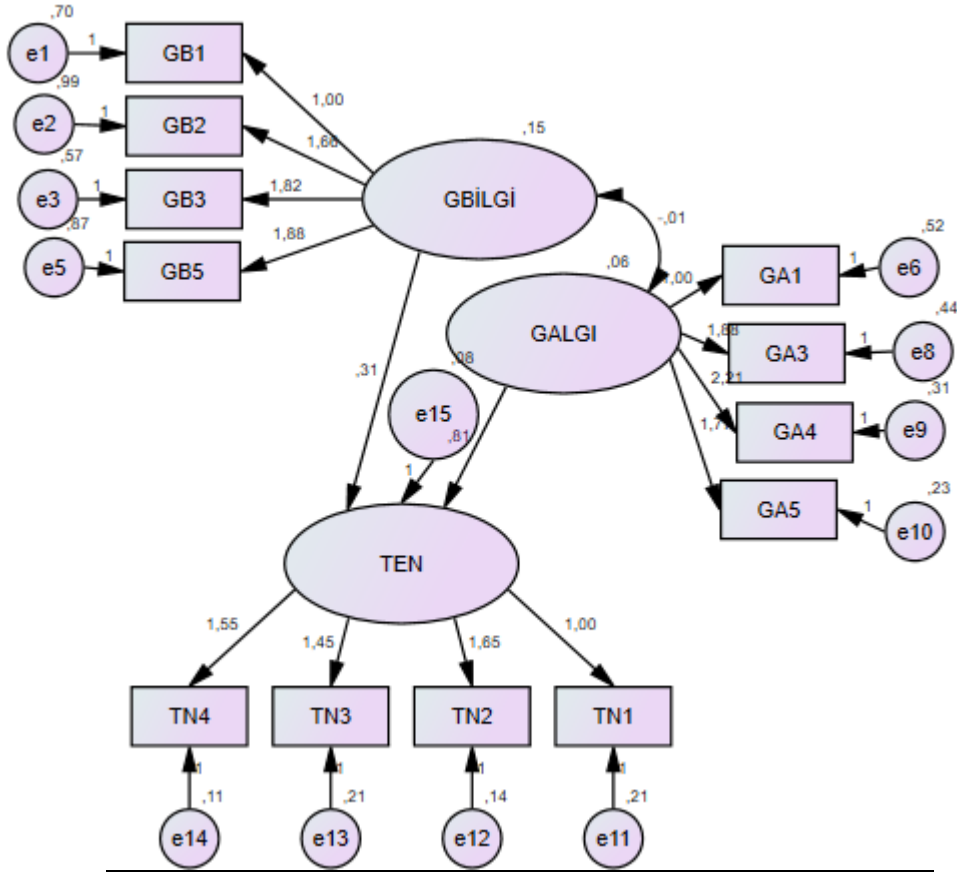 ,70
e1
1
GB1
,99
e2
1
GB2
,57
e3
1
GB3
,87
e5
1
GB5
1,00
1,66
1,82
1,88
,15
GBİLGİ
-,01
,06
GALGI
1,00
1,88
2,21
GA1
1
e6
,52
GA3
1
e8
,44
GA4
1
e9
,31
GA5
1
e10
,23
,31
,08
e15
1
,81
TEN
1,55
1,45
1,65
1,00
TN4
TN3
TN2
TN1
1
1
1
1
,11
,21
,14
,21
e14
e13
e12
e11